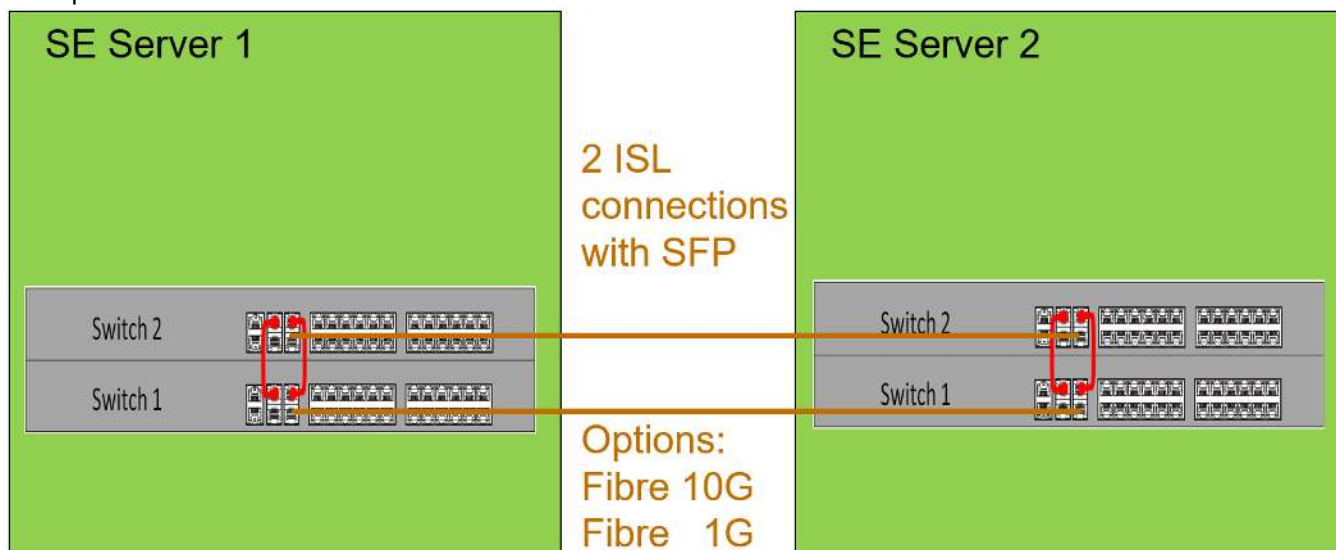 SE Server 1
SE Server 2
2 ISL
connections
with SFP
Switch 2
Switch 1
Switch 2
Switch 1
Options:
Fibre 10G
Fibre 1G